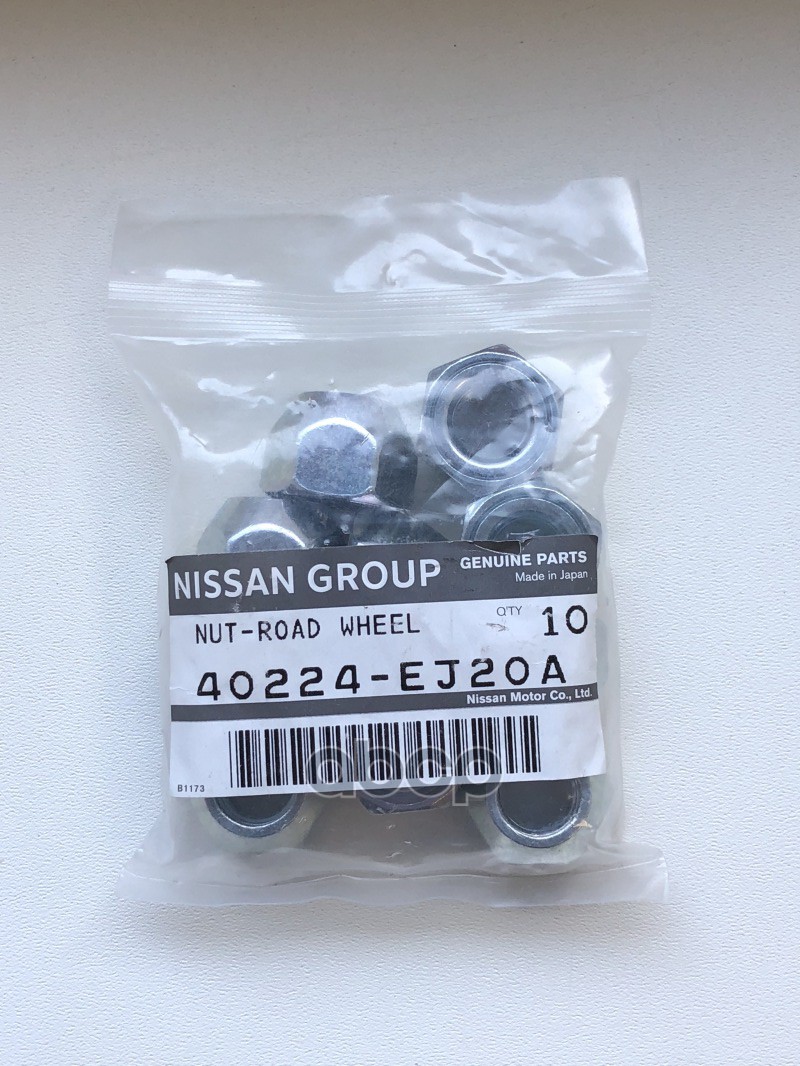 NISSAN GROUP
GENUINE PARTS
Made in Japan
NUT-ROAD WHEEL
Q'TY 10
40224-EJ20A
Nissan Motor Co., Ltd.
B1173
abcp